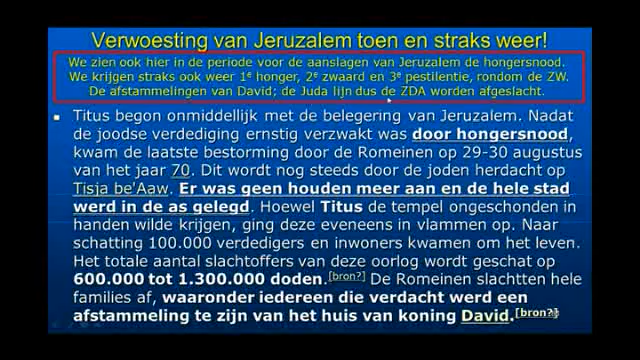 Verwoesting van Jeruzalem toen en straks weer!
We zien ook hier in de periode voor de aanslagen van Jeruzalem de hongersnood.
We krijgen straks ook weer 1e honger, 2e zwaard en 3e pestilentie, rondom de ZW.
De afstammelingen van David; de Juda lijn dus de ZDA worden afgeslacht.
Titus begon onmiddellijk met de belegering van Jeruzalem. Nadat
de joodse verdediging ernstig verzwakt was door hongersnood,
kwam de laatste bestorming door de Romeinen op 29-30 augustus
van het jaar 70. Dit wordt nog steeds door de joden herdacht op
Tisja be'Aaw. Er was geen houden meer aan en de hele stad
werd in de as gelegd. Hoewel Titus de tempel ongeschonden in
handen wilde krijgen, ging deze eveneens in vlammen op. Naar
schatting 100.000 verdedigers en inwoners kwamen om het leven.
Het totale aantal slachtoffers van deze oorlog wordt geschat op
600.000 tot 1.300.000 doden.[bron?] De Romeinen slachtten hele
families af, waaronder iedereen die verdacht werd een
afstammeling te zijn van het huis van koning David.[bron?]